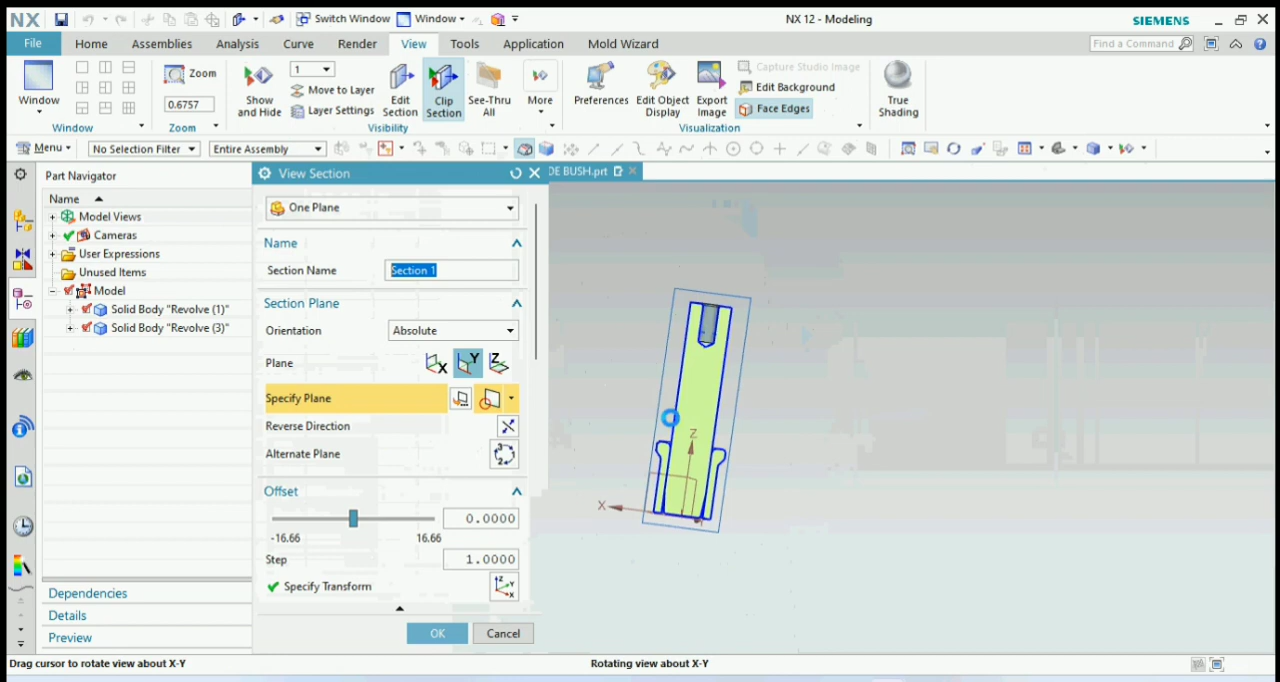 NX
Switch Window
Window
NX 12 - Modeling
SIEMENS
File
Home
Assemblies
Analysis
Curve
Render
View
Tools
Application
Mold Wizard
Find a Command
Window
Window
Zoom
0.6757
Zoom
Show and Hide
1
Move to Layer
Layer Settings
Edit Section
Clip Section
See-Thru All
More
Visibility
Preferences
Edit Object Display
Export Image
Capture Studio Image
Edit Background
Face Edges
Visualization
True Shading
Menu
No Selection Filter
Entire Assembly
Part Navigator
Name
Model Views
Cameras
User Expressions
Unused Items
Model
Solid Body "Revolve (1)"
Solid Body "Revolve (3)"
Dependencies
Details
Preview
View Section
DE BUSH.prt
One Plane
Name
Section Name
Section 1
Section Plane
Orientation
Absolute
Plane
X
Y
Z
Specify Plane
Reverse Direction
Alternate Plane
Offset
0.0000
-16.66
16.66
Step
1.0000
Specify Transform
OK
Cancel
Z
X
Drag cursor to rotate view about X-Y
Rotating view about X-Y